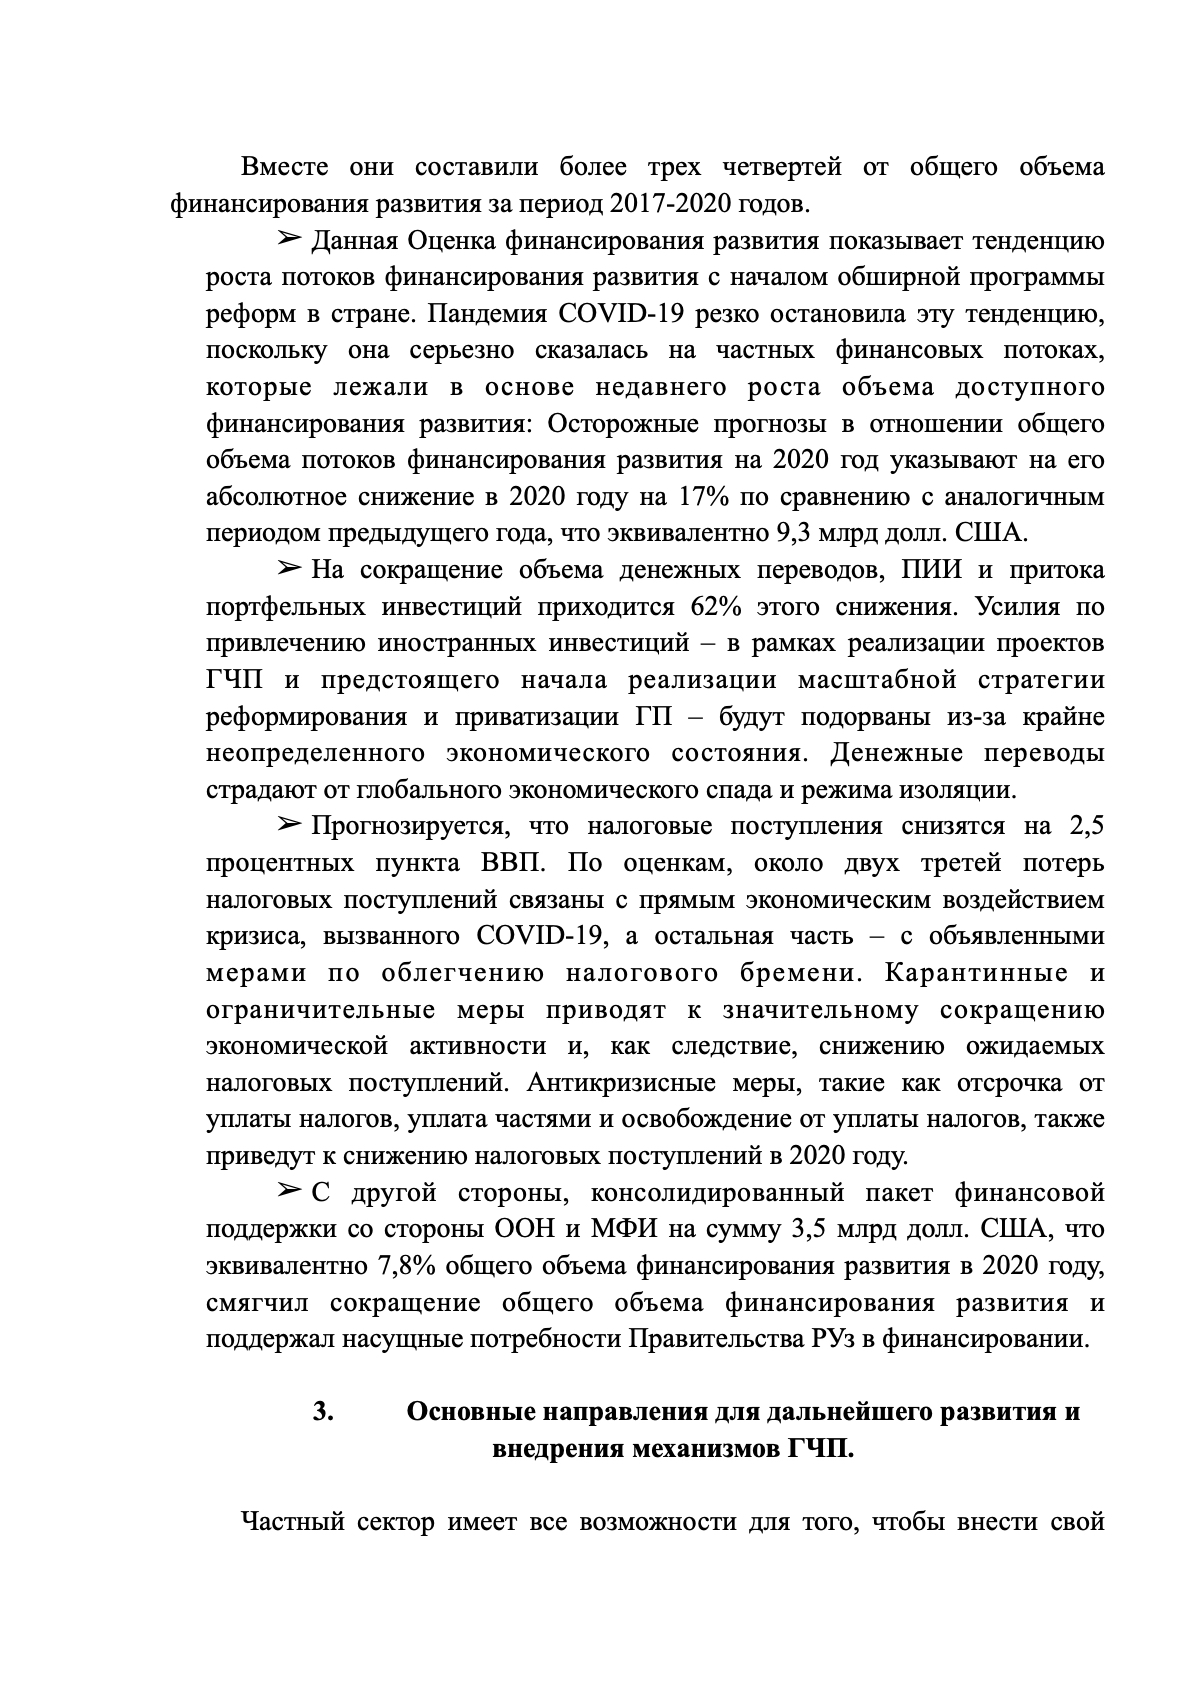 Вместе они составили более трех четвертей от общего объема
финансирования развития за период 2017-2020 годов.
➢ Данная Оценка финансирования развития показывает тенденцию
роста потоков финансирования развития с началом обширной программы
реформ в стране. Пандемия COVID-19 резко остановила эту тенденцию,
поскольку она серьезно сказалась на частных финансовых потоках,
которые лежали в основе недавнего роста объема доступного
финансирования развития: Осторожные прогнозы в отношении общего
объема потоков финансирования развития на 2020 год указывают на его
абсолютное снижение в 2020 году на 17% по сравнению с аналогичным
периодом предыдущего года, что эквивалентно 9,3 млрд долл. США.
➢ На сокращение объема денежных переводов, ПИИ и притока
портфельных инвестиций приходится 62% этого снижения. Усилия по
привлечению иностранных инвестиций – в рамках реализации проектов
ГЧП и предстоящего начала реализации масштабной стратегии
реформирования и приватизации ГП – будут подорваны из-за крайне
неопределенного экономического состояния. Денежные переводы
страдают от глобального экономического спада и режима изоляции.
➢ Прогнозируется, что налоговые поступления снизятся на 2,5
процентных пункта ВВП. По оценкам, около двух третей потерь
налоговых поступлений связаны с прямым экономическим воздействием
кризиса, вызванного COVID-19, а остальная часть – с объявленными
мерами по облегчению налогового бремени. Карантинные и
ограничительные меры приводят к значительному сокращению
экономической активности и, как следствие, снижению ожидаемых
налоговых поступлений. Антикризисные меры, такие как отсрочка от
уплаты налогов, уплата частями и освобождение от уплаты налогов, также
приведут к снижению налоговых поступлений в 2020 году.
➢ С другой стороны, консолидированный пакет финансовой
поддержки со стороны ООН и МФИ на сумму 3,5 млрд долл. США, что
эквивалентно 7,8% общего объема финансирования развития в 2020 году,
смягчил сокращение общего объема финансирования развития и
поддержал насущные потребности Правительства РУз в финансировании.
3. Основные направления для дальнейшего развития и
внедрения механизмов ГЧП.
Частный сектор имеет все возможности для того, чтобы внести свой